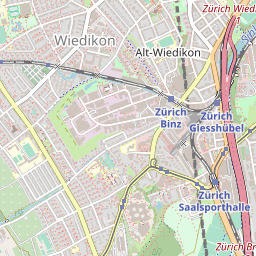 Zürich Wiedi
Wiedikon
Alt-Wiedikon
Zürich
Binz
Zürich
Giesshübel
Zürich
Saalsporthalle
Zürich Br